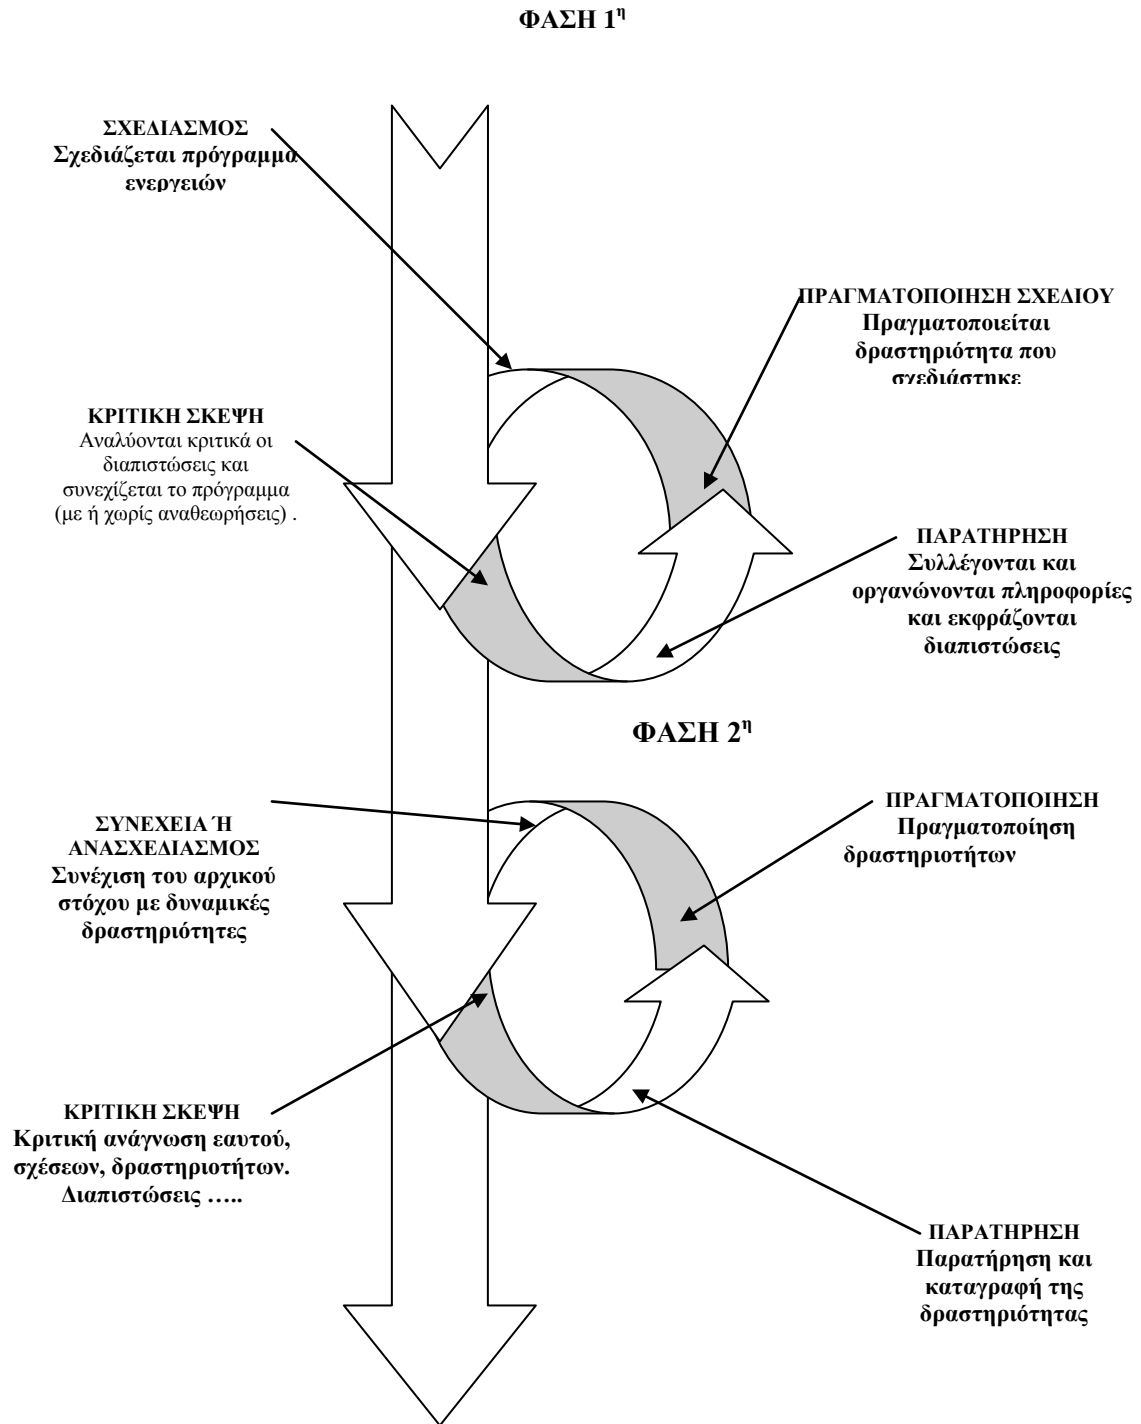 ΦΑΣΗ 1η
ΣΧΕΔΙΑΣΜΟΣ
Σχεδιάζεται πρόγραμμα
ενεργειών
ΠΡΑΓΜΑΤΟΠΟΙΗΣΗ ΣΧΕΔΙΟΥ
Πραγματοποιείται
δραστηριότητα που
σχεδιάστηκε
ΚΡΙΤΙΚΗ ΣΚΕΨΗ
Αναλύονται κριτικά οι
διαπιστώσεις και
συνεχίζεται το πρόγραμμα
(με ή χωρίς αναθεωρήσεις) .
ΠΑΡΑΤΗΡΗΣΗ
Συλλέγονται και
οργανώνονται πληροφορίες
και εκφράζονται
διαπιστώσεις
ΦΑΣΗ 2η
ΣΥΝΕΧΕΙΑ Ή
ΑΝΑΣΧΕΔΙΑΣΜΟΣ
Συνέχιση του αρχικού
στόχου με δυναμικές
δραστηριότητες
ΠΡΑΓΜΑΤΟΠΟΙΗΣΗ
Πραγματοποίηση
δραστηριοτήτων
ΚΡΙΤΙΚΗ ΣΚΕΨΗ
Κριτική ανάγνωση εαυτού,
σχέσεων, δραστηριοτήτων.
Διαπιστώσεις …..
ΠΑΡΑΤΗΡΗΣΗ
Παρατήρηση και
καταγραφή της
δραστηριότητας